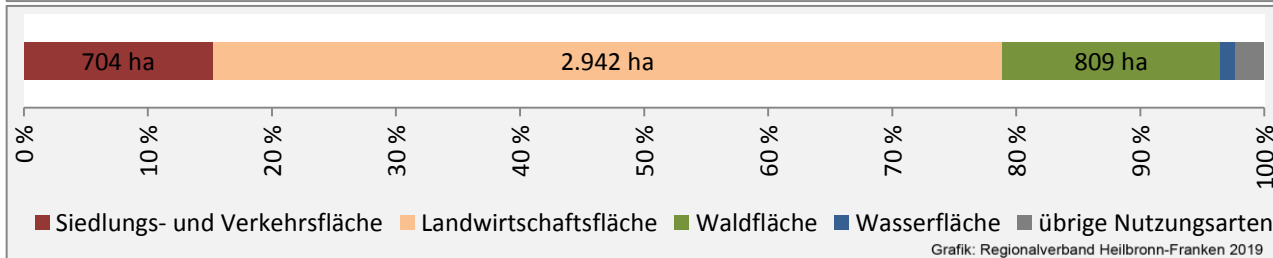 704 ha 2.942 ha 809 ha
0 % 10 % 20 % 30 % 40 % 50 % 60 % 70 % 80 % 90 % 100 %
Siedlungs- und Verkehrsfläche Landwirtschaftsfläche Waldfläche Wasserfläche übrige Nutzungsarten
Grafik: Regionalverband Heilbronn-Franken 2019